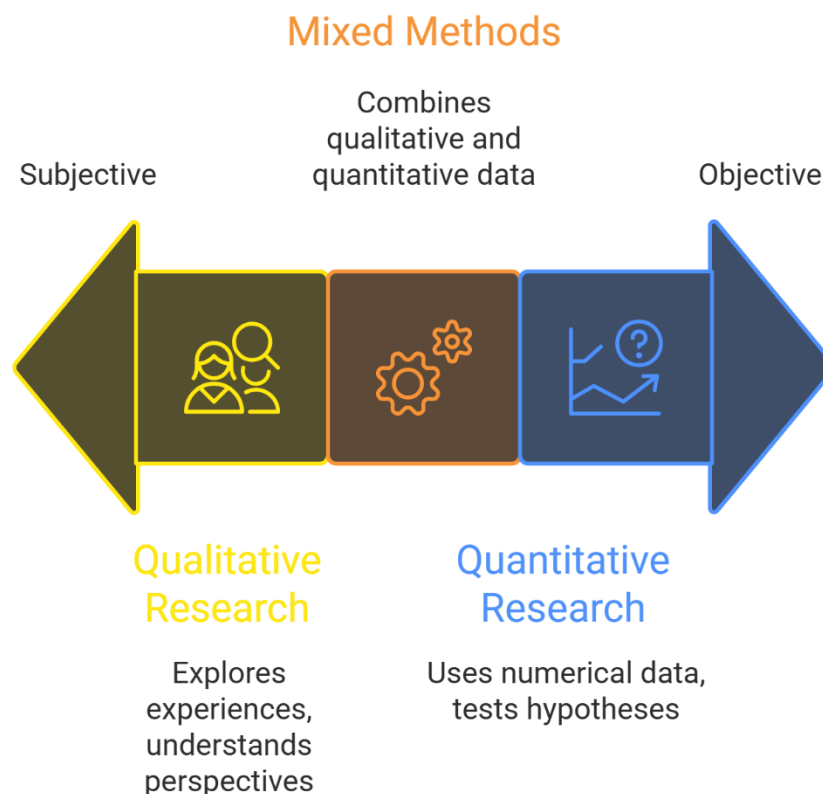 Mixed Methods
Combines
qualitative and
quantitative data
Subjective
Objective
?
Qualitative
Research
Explores
experiences,
understands
perspectives
Quantitative
Research
Uses numerical data,
tests hypotheses